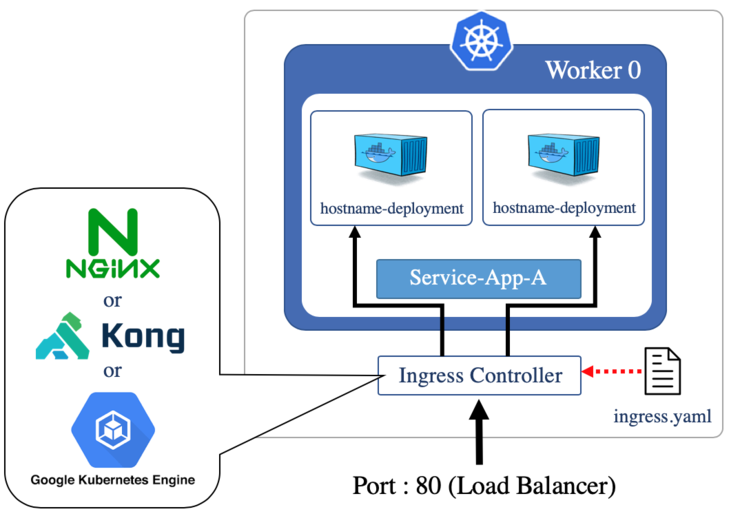 Worker 0
hostname-deployment
hostname-deployment
Service-App-A
NGiNX
or
Kong
or
Google Kubernetes Engine
Ingress Controller
ingress.yaml
Port : 80 (Load Balancer)